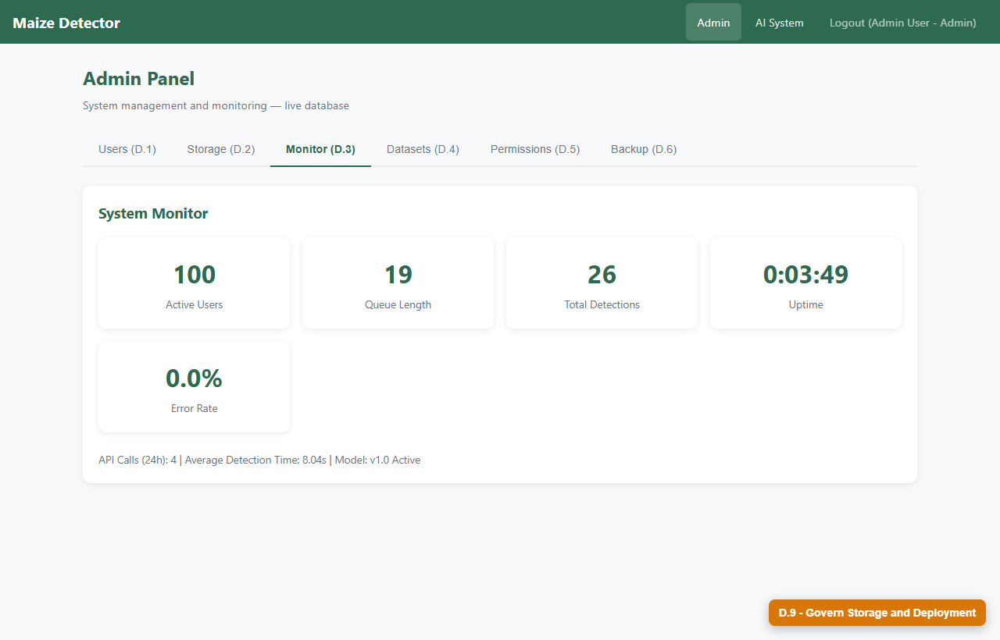 Maize Detector
Admin
AI System
Logout (Admin User - Admin)
Admin Panel
System management and monitoring — live database
Users (D.1)
Storage (D.2)
Monitor (D.3)
Datasets (D.4)
Permissions (D.5)
Backup (D.6)
System Monitor
100
Active Users
19
Queue Length
26
Total Detections
0:03:49
Uptime
0.0%
Error Rate
API Calls (24h): 4 | Average Detection Time: 8.04s | Model: v1.0 Active
D.9 - Govern Storage and Deployment